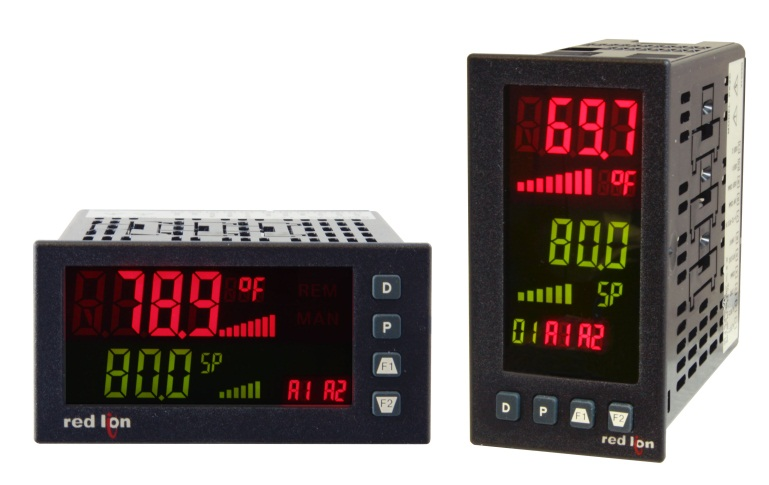 78.9 °F
REM
MAN
80.0 SP
A1 A2
D
P
F1
F2
red lion
69.7
°F
80.0
SP
01 A1 A2
D P F1 F2
red lion